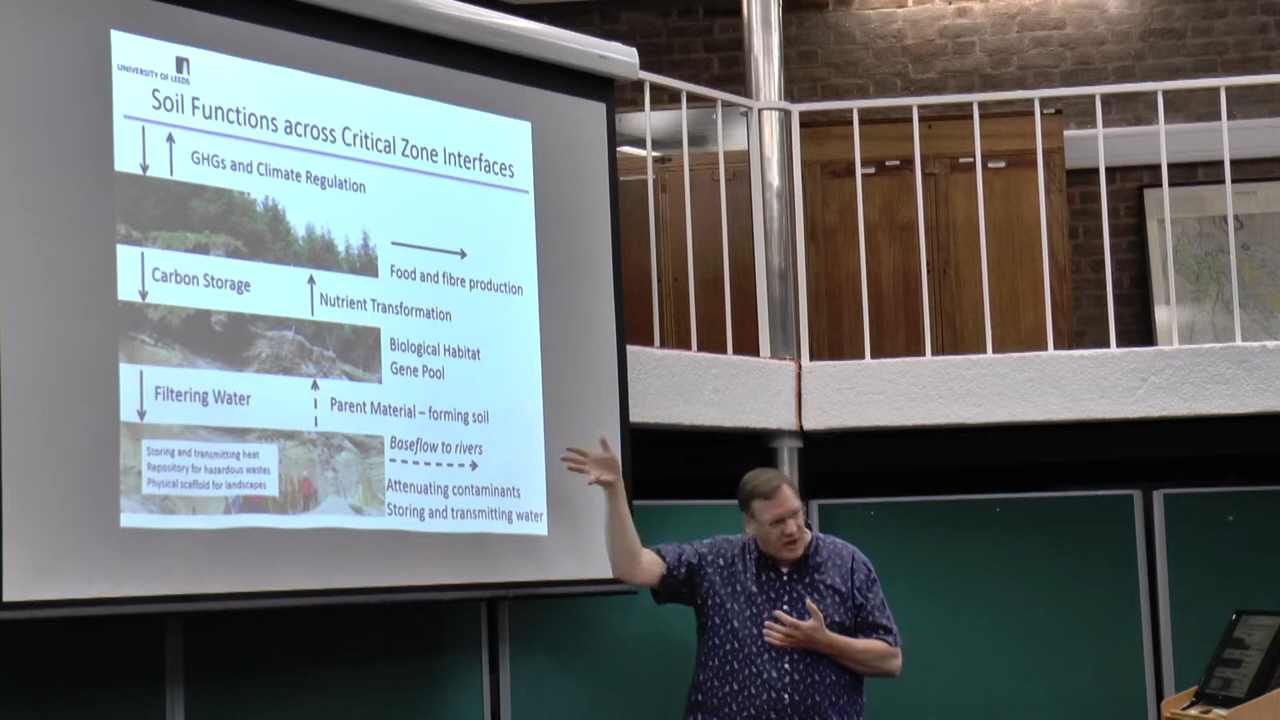 UNIVERSITY OF LEEDS
Soil Functions across Critical Zone Interfaces
GHGs and Climate Regulation
Food and fibre production
Carbon Storage
Nutrient Transformation
Biological Habitat
Gene Pool
Filtering Water
Parent Material – forming soil
Baseflow to rivers
Storing and transmitting heat
Repository for hazardous wastes
Physical scaffold for landscapes
Attenuating contaminants
Storing and transmitting water